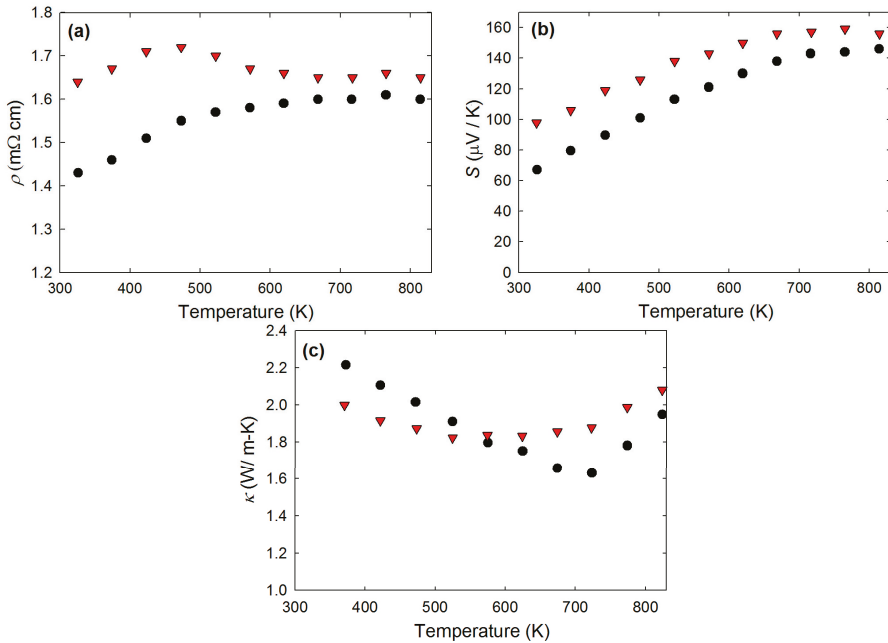 (a)
1.8
1.7
1.6
1.5
1.4
1.3
1.2
ρ (mΩ cm)
300 400 500 600 700 800
Temperature (K)
(b)
160
140
120
100
80
60
40
20
0
S (μV / K)
300 400 500 600 700 800
Temperature (K)
(c)
2.4
2.2
2.0
1.8
1.6
1.4
1.2
1.0
κ (W/ m-K)
300 400 500 600 700 800
Temperature (K)